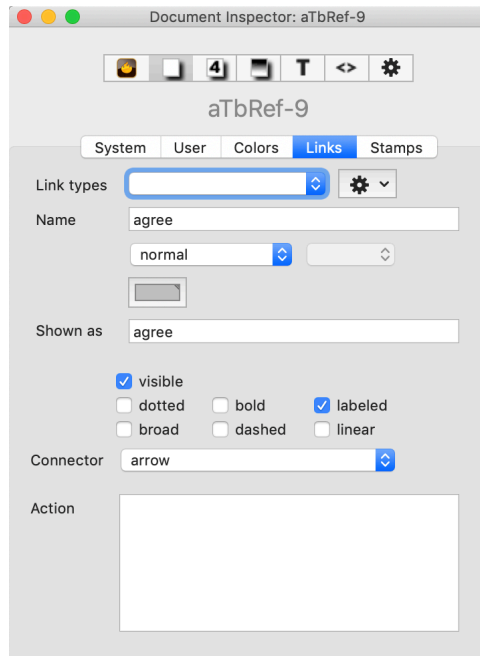 Document Inspector: aTbRef-9
4 T <>
aTbRef-9
System User Colors Links Stamps
Link types
Name agree
normal
Shown as agree
visible
dotted bold labeled
broad dashed linear
Connector arrow
Action